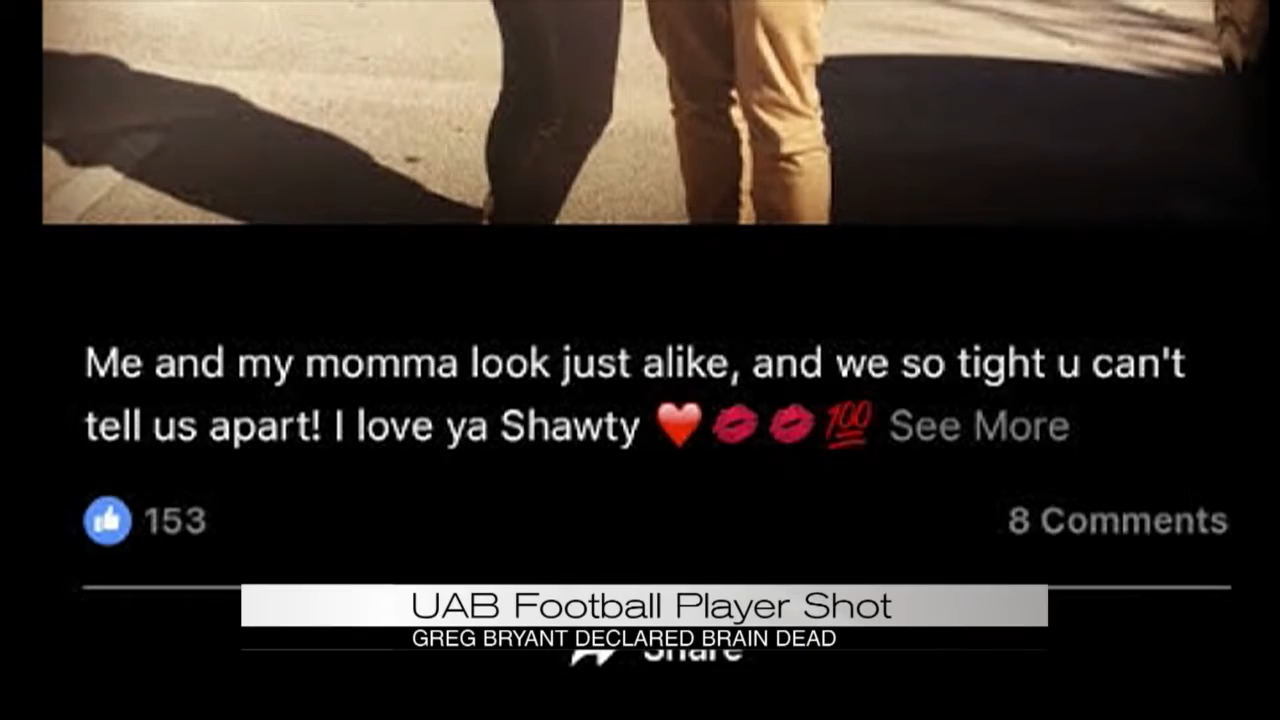 Me and my momma look just alike, and we so tight u can't
tell us apart! I love ya Shawty ❤️💋💋💯 See More
153
8 Comments
UAB Football Player Shot
GREG BRYANT DECLARED BRAIN DEAD
Share